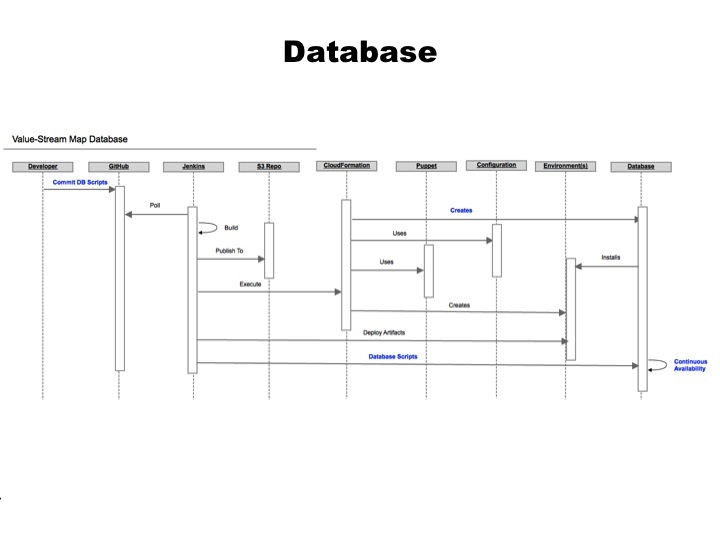 Database
Value-Stream Map Database
Developer
GitHub
Jenkins
S3 Repo
CloudFormation
Puppet
Configuration
Environment(s)
Database
Commit DB Scripts
Poll
Creates
Build
Uses
Publish To
Uses
Installs
Execute
Creates
Deploy Artifacts
Database Scripts
Continuous
Availability
.